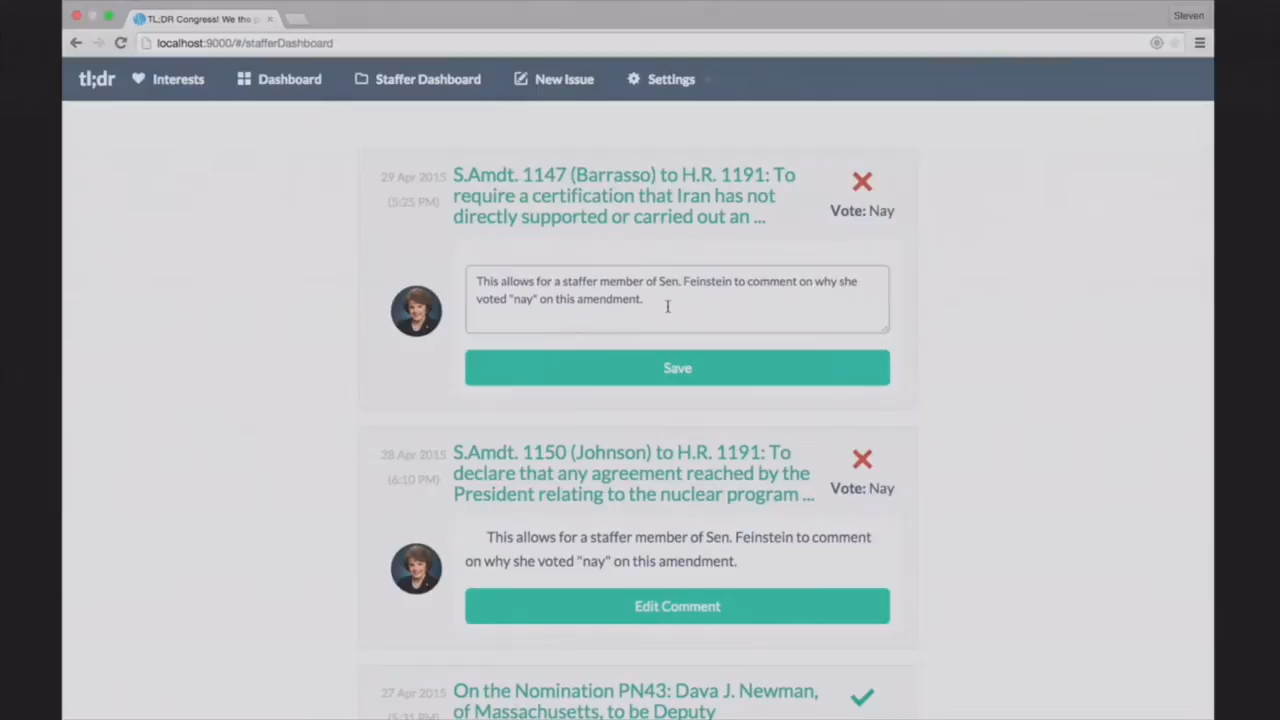 TL;DR Congress! We the p
Steven
localhost:9000/#/stafferDashboard
tl;dr Interests Dashboard Staffer Dashboard New Issue Settings
29 Apr 2015
(5:25 PM)
S.Amdt. 1147 (Barrasso) to H.R. 1191: To
require a certification that Iran has not
directly supported or carried out an ...
Vote: Nay
This allows for a staffer member of Sen. Feinstein to comment on why she
voted "nay" on this amendment.
Save
28 Apr 2015
(6:10 PM)
S.Amdt. 1150 (Johnson) to H.R. 1191: To
declare that any agreement reached by the
President relating to the nuclear program ...
Vote: Nay
This allows for a staffer member of Sen. Feinstein to comment
on why she voted "nay" on this amendment.
Edit Comment
27 Apr 2015
(5:31 PM)
On the Nomination PN43: Dava J. Newman,
of Massachusetts, to be Deputy